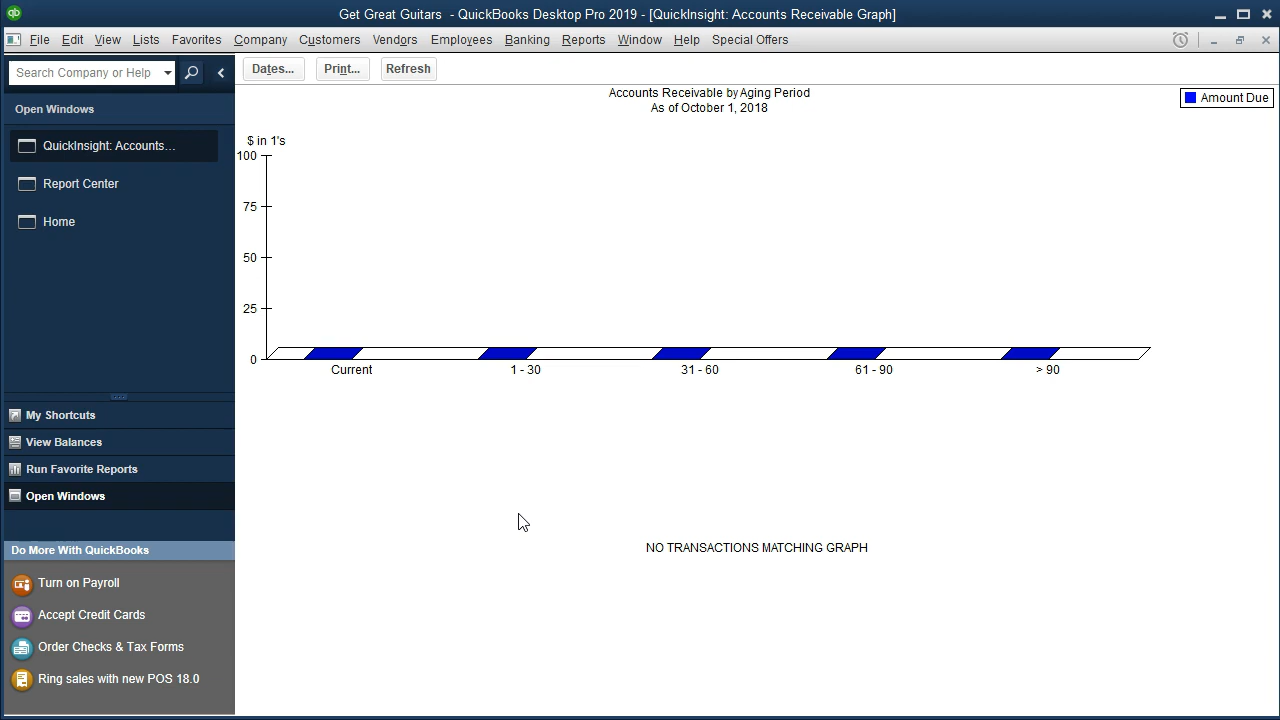 Get Great Guitars - QuickBooks Desktop Pro 2019 - [QuickInsight: Accounts Receivable Graph]
File Edit View Lists Favorites Company Customers Vendors Employees Banking Reports Window Help Special Offers
Search Company or Help
Dates... Print... Refresh
Open Windows
QuickInsight: Accounts...
Report Center
Home
My Shortcuts
View Balances
Run Favorite Reports
Open Windows
Do More With QuickBooks
Turn on Payroll
Accept Credit Cards
Order Checks & Tax Forms
Ring sales with new POS 18.0
Accounts Receivable by Aging Period
As of October 1, 2018
Amount Due
$ in 1's
100
75
50
25
0
Current 1 - 30 31 - 60 61 - 90 > 90
NO TRANSACTIONS MATCHING GRAPH